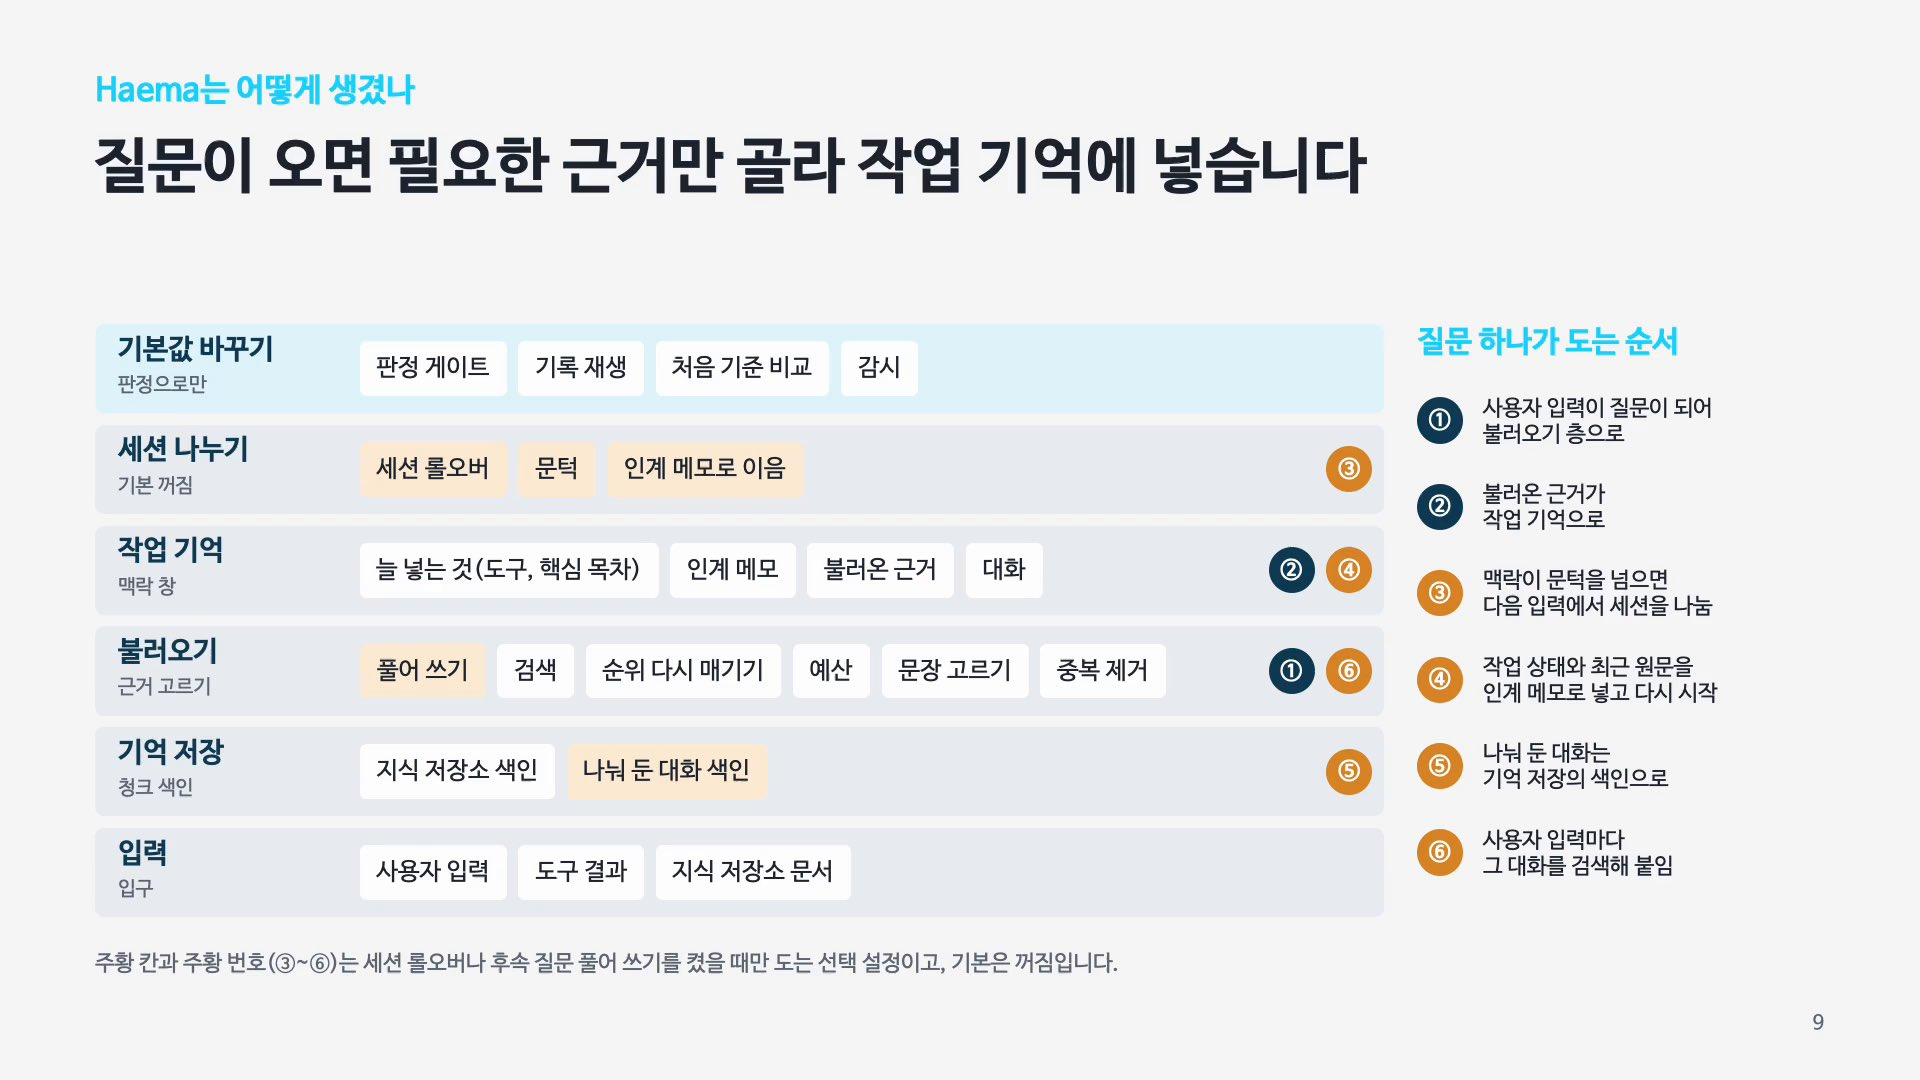 Haema는 어떻게 생겼나
질문이 오면 필요한 근거만 골라 작업 기억에 넣습니다
기본값 바꾸기
판정으로만
판정 게이트
기록 재생
처음 기준 비교
감시
세션 나누기
기본 꺼짐
세션 롤오버
문턱
인계 메모로 이음
③
작업 기억
맥락 창
늘 넣는 것(도구, 핵심 목차)
인계 메모
불러온 근거
대화
②
④
불러오기
근거 고르기
풀어 쓰기
검색
순위 다시 매기기
예산
문장 고르기
중복 제거
①
⑥
기억 저장
청크 색인
지식 저장소 색인
나눠 둔 대화 색인
⑤
입력
입구
사용자 입력
도구 결과
지식 저장소 문서
질문 하나가 도는 순서
① 사용자 입력이 질문이 되어
불러오기 층으로
② 불러온 근거가
작업 기억으로
③ 맥락이 문턱을 넘으면
다음 입력에서 세션을 나눔
④ 작업 상태와 최근 원문을
인계 메모로 넣고 다시 시작
⑤ 나눠 둔 대화는
기억 저장의 색인으로
⑥ 사용자 입력마다
그 대화를 검색해 붙임
주황 칸과 주황 번호(③~⑥)는 세션 롤오버나 후속 질문 풀어 쓰기를 켰을 때만 도는 선택 설정이고, 기본은 꺼짐입니다.
9